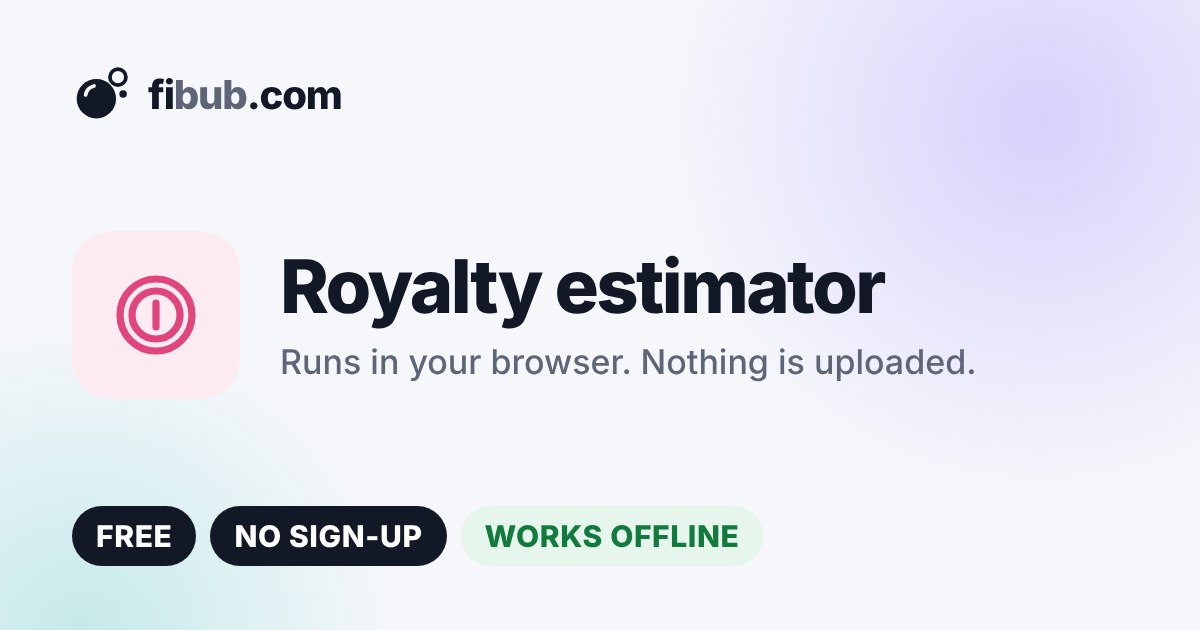 fibub.com
Royalty estimator
Runs in your browser. Nothing is uploaded.
FREE NO SIGN-UP WORKS OFFLINE